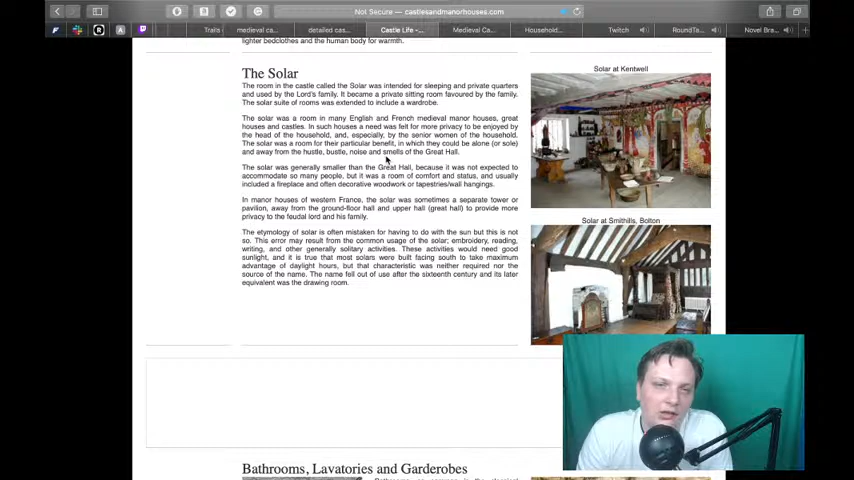 Not Secure — castlesandmanorhouses.com
Traits
medieval ca...
detailed cas...
Castle Life -...
Medieval Ca...
Household...
Twitch
RoundTa...
Novel Bra...
lighter bedclothes and the human body for warmth.
The Solar
The room in the castle called the Solar was intended for sleeping and private quarters
and used by the Lord's family. It became a private sitting room favoured by the family.
The solar suite of rooms was extended to include a wardrobe.
The solar was a room in many English and French medieval manor houses, great
houses and castles. In such houses a need was felt for more privacy to be enjoyed by
the head of the household, and, especially, by the senior women of the household.
The solar was a room for their particular benefit, in which they could be alone (or sole)
and away from the hustle, bustle, noise and smells of the Great Hall.
The solar was generally smaller than the Great Hall, because it was not expected to
accommodate so many people, but it was a room of comfort and status, and usually
included a fireplace and often decorative woodwork or tapestries/wall hangings.
In manor houses of western France, the solar was sometimes a separate tower or
pavilion, away from the ground-floor hall and upper hall (great hall) to provide more
privacy to the feudal lord and his family.
The etymology of solar is often mistaken for having to do with the sun but this is not
so. This error may result from the common usage of the solar; embroidery, reading,
writing, and other generally solitary activities. These activities would need good
sunlight, and it is true that most solars were built facing south to take maximum
advantage of daylight hours, but that characteristic was neither required nor the
source of the name. The name fell out of use after the sixteenth century and its later
equivalent was the drawing room.
Solar at Kentwell
Solar at Smithills, Bolton
Bathrooms, Lavatories and Garderobes